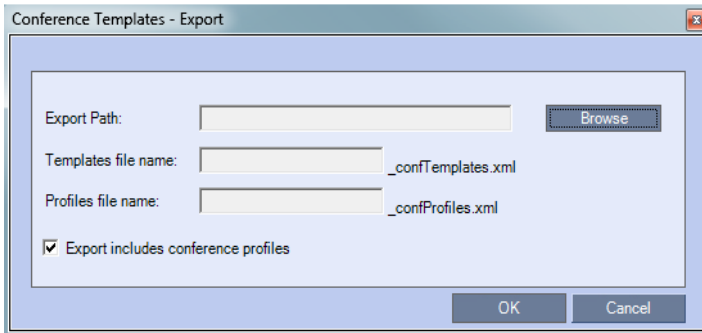 Conference Templates - Export
Export Path:
Browse
Templates file name:
_confTemplates.xml
Profiles file name:
_confProfiles.xml
Export includes conference profiles
OK
Cancel